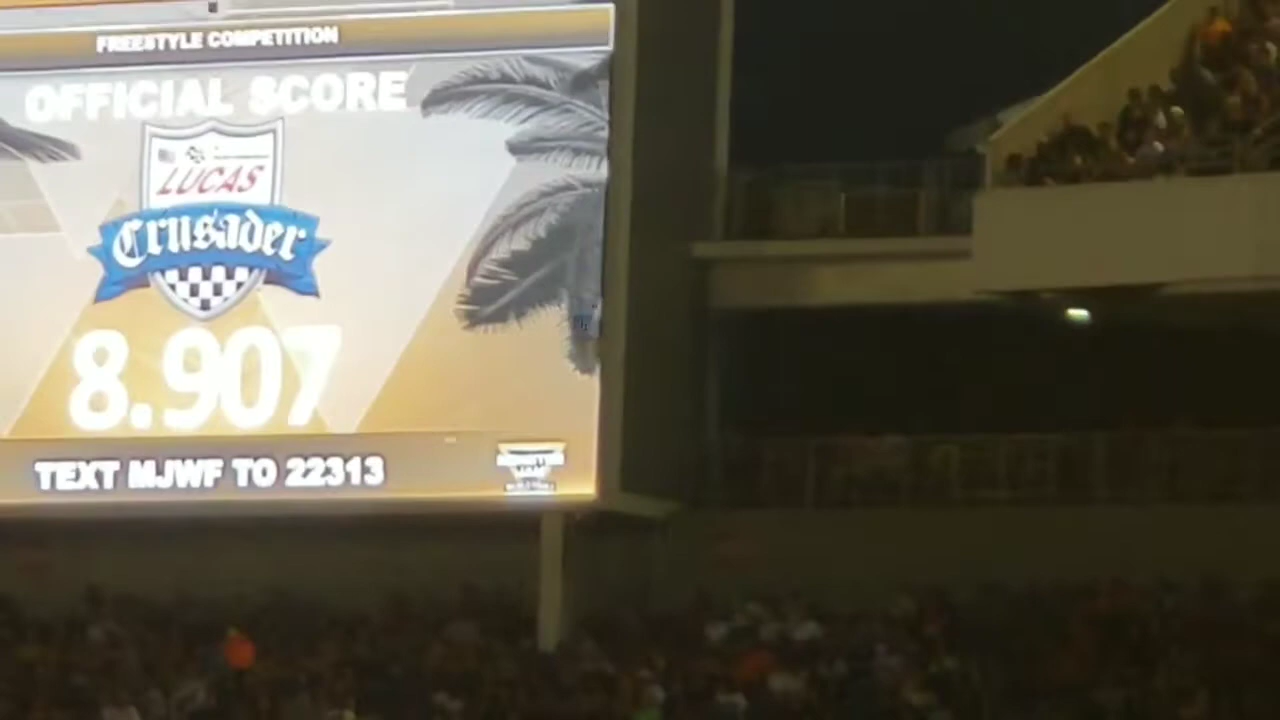 FREESTYLE COMPETITION
OFFICIAL SCORE
LUCAS
Crusader
8.907
TEXT MJWF TO 22313